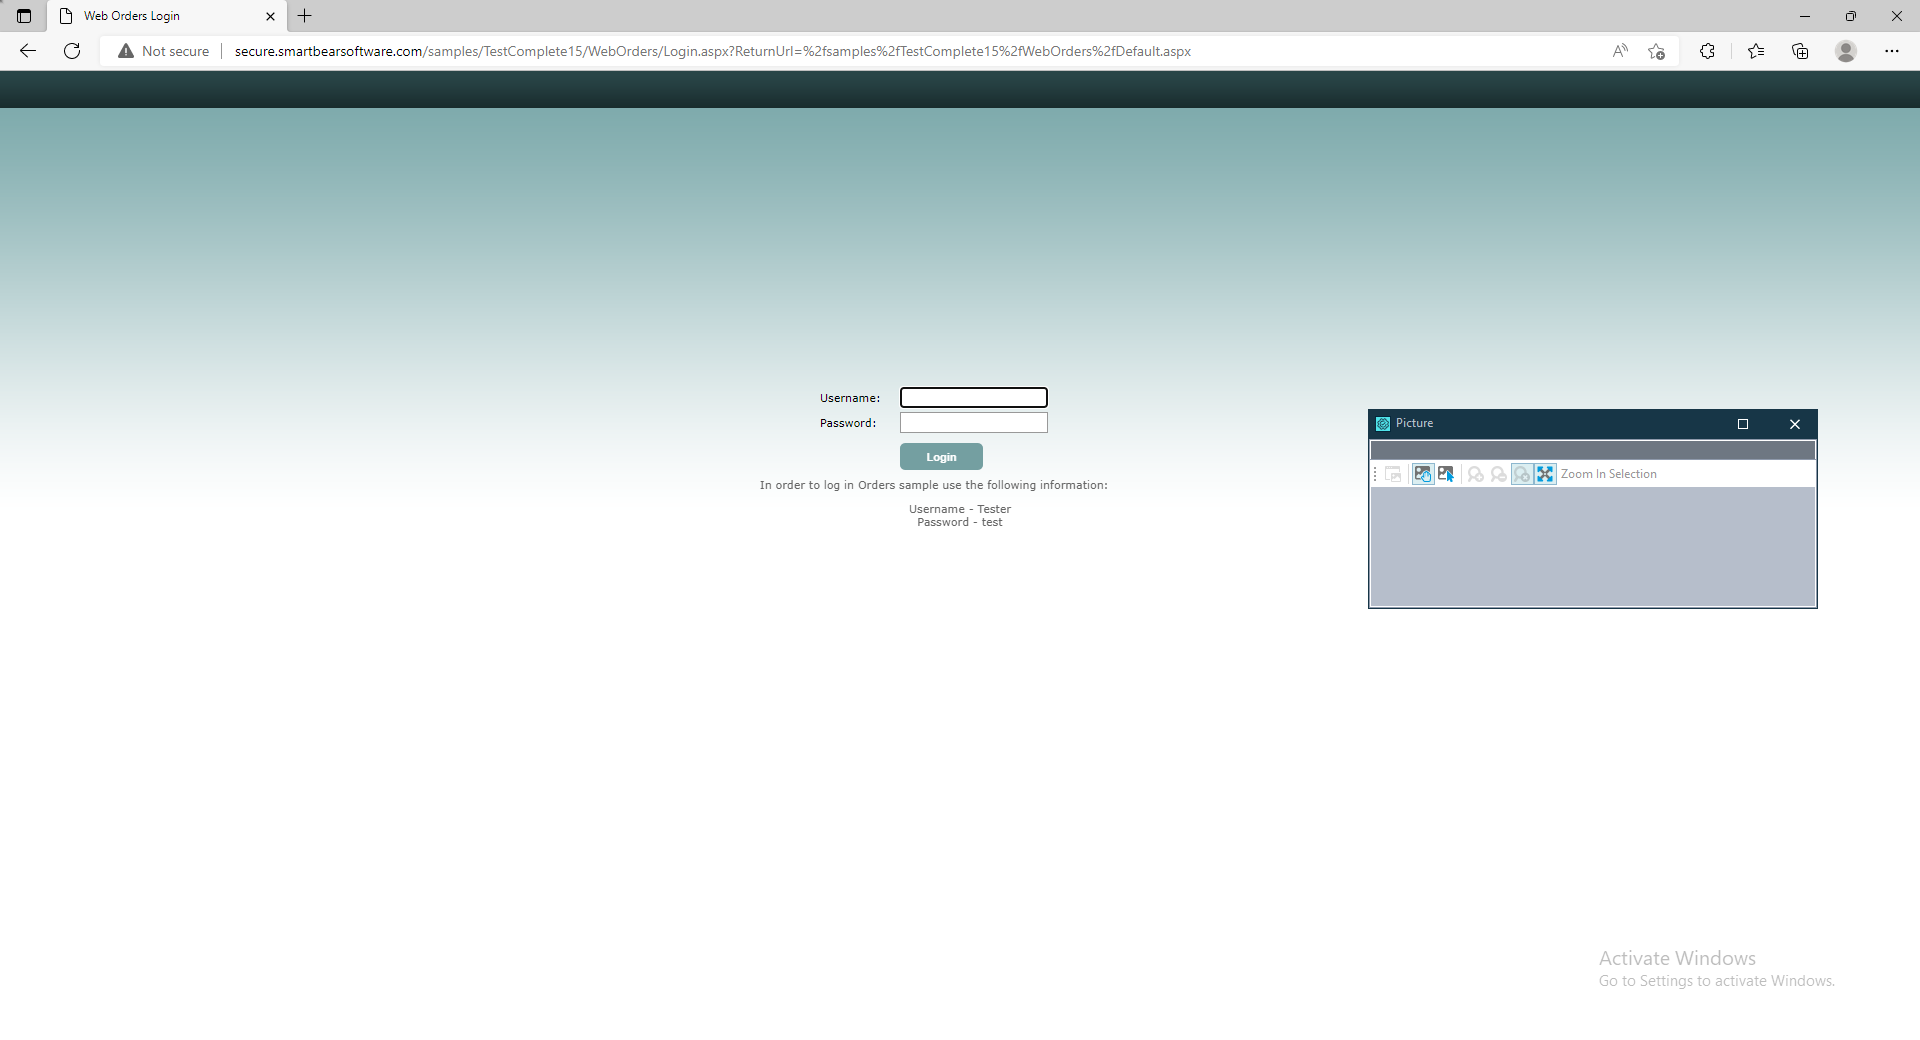 Web Orders Login
Not secure
secure.smartbearsoftware.com/samples/TestComplete15/WebOrders/Login.aspx?ReturnUrl=%2fsamples%2fTestComplete15%2fWebOrders%2fDefault.aspx
Username:
Password:
Login
In order to log in Orders sample use the following information:
Username - Tester
Password - test
Picture
Zoom In Selection
Activate Windows
Go to Settings to activate Windows.